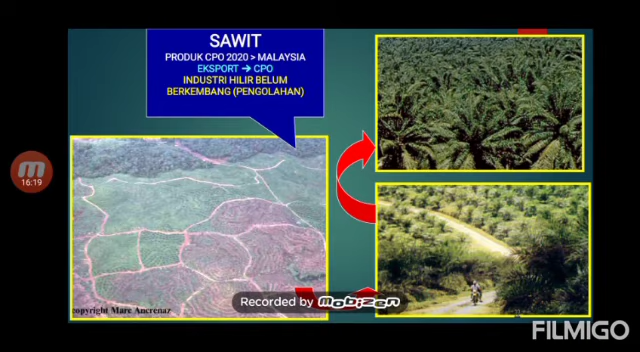 SAWIT
PRODUK CPO 2020 > MALAYSIA
EKSPORT → CPO
INDUSTRI HILIR BELUM
BERKEMBANG (PENGOLAHAN)
16:19
Recorded by Mobizen
copyright Marc Ancrenaz
FILMIGO